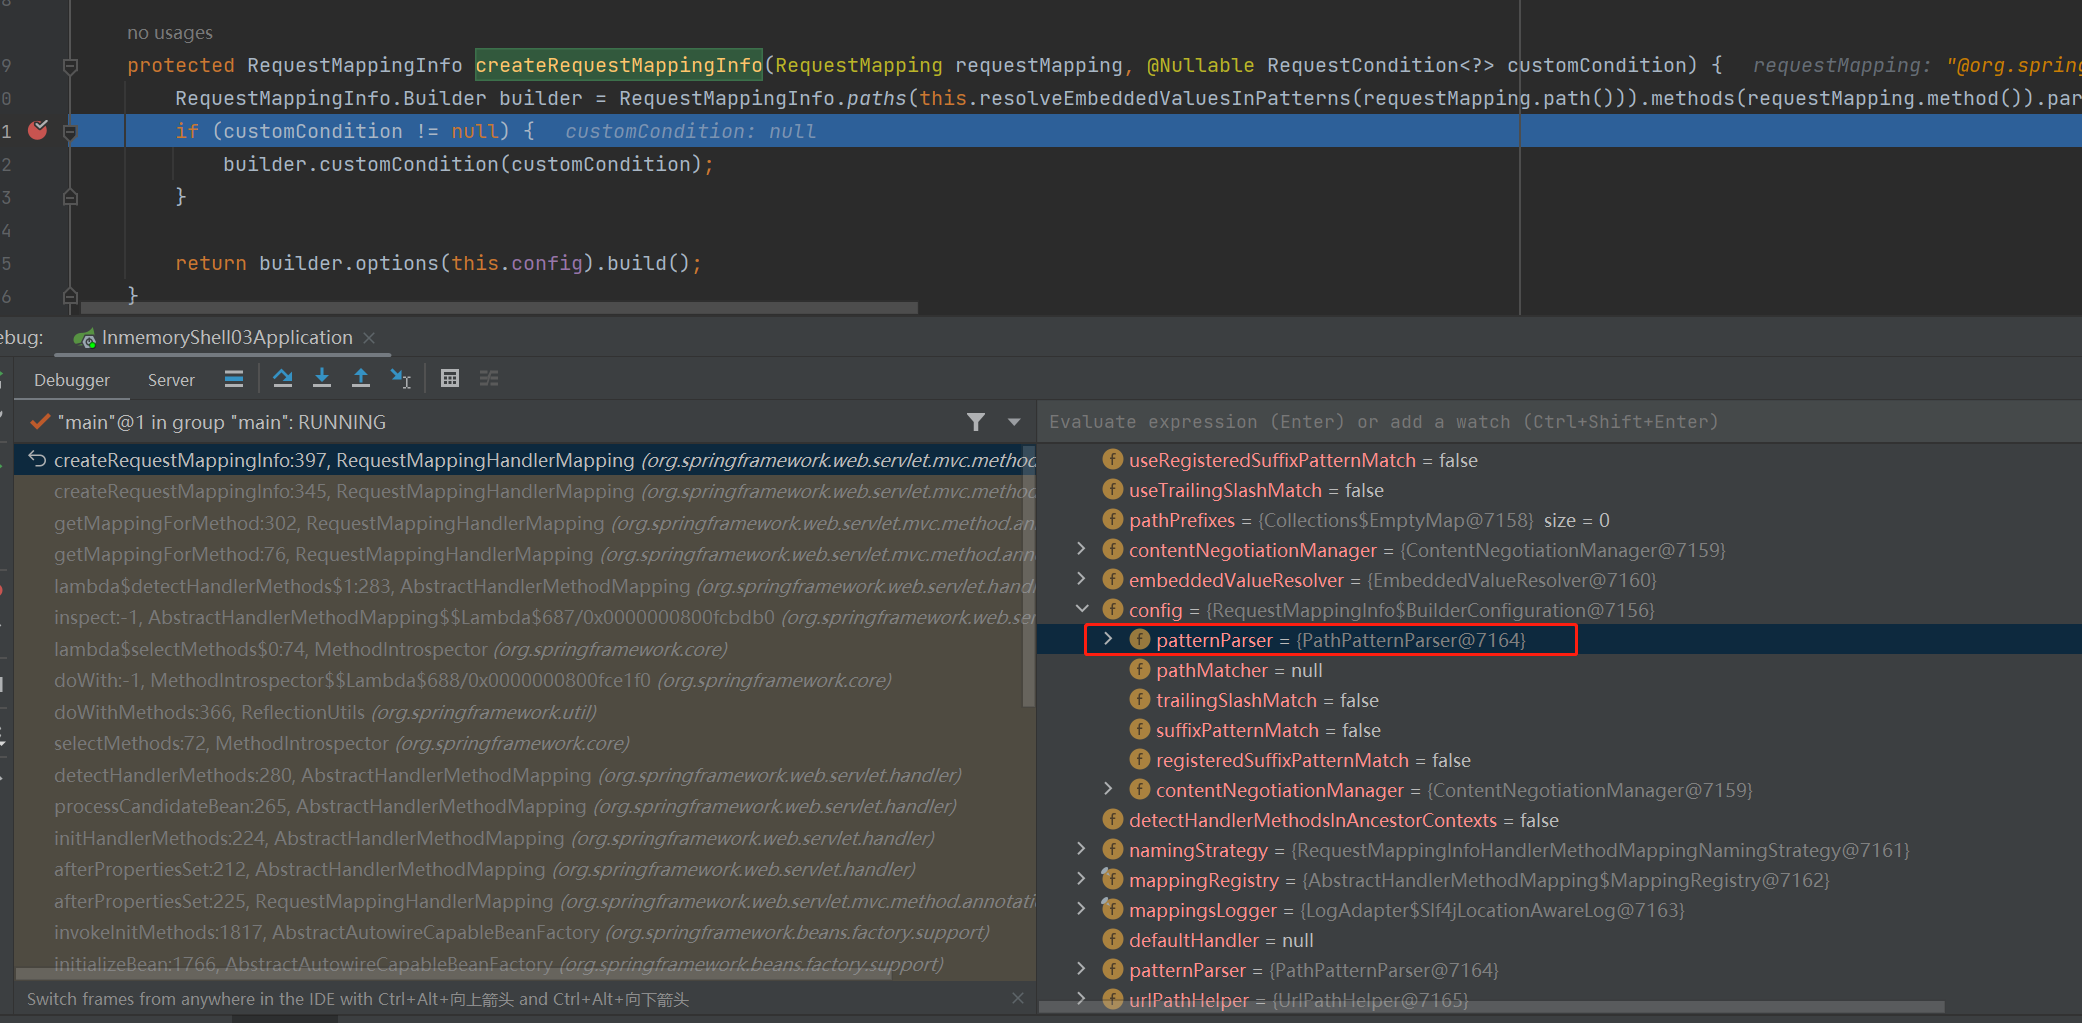 no usages
9 protected RequestMappingInfo createRequestMappingInfo(RequestMapping requestMapping, @Nullable RequestCondition<?> customCondition) { requestMapping: "@org.spring
0 RequestMappingInfo.Builder builder = RequestMappingInfo.paths(this.resolveEmbeddedValuesInPatterns(requestMapping.path())).methods(requestMapping.method()).par
1 if (customCondition != null) { customCondition: null
2 builder.customCondition(customCondition);
3 }
4
5 return builder.options(this.config).build();
6 }
ebug: InmemoryShell03Application
Debugger Server
"main"@1 in group "main": RUNNING
createRequestMappingInfo:397, RequestMappingHandlerMapping (org.springframework.web.servlet.mvc.method
createRequestMappingInfo:345, RequestMappingHandlerMapping (org.springframework.web.servlet.mvc.method
getMappingForMethod:302, RequestMappingHandlerMapping (org.springframework.web.servlet.mvc.method.an
getMappingForMethod:76, RequestMappingHandlerMapping (org.springframework.web.servlet.mvc.method.ann
lambda$detectHandlerMethods$1:283, AbstractHandlerMethodMapping (org.springframework.web.servlet.handl
inspect:-1, AbstractHandlerMethodMapping$$Lambda$687/0x0000000800fcbdb0 (org.springframework.web.se
lambda$selectMethods$0:74, MethodIntrospector (org.springframework.core)
doWith:-1, MethodIntrospector$$Lambda$688/0x0000000800fce1f0 (org.springframework.core)
doWithMethods:366, ReflectionUtils (org.springframework.util)
selectMethods:72, MethodIntrospector (org.springframework.core)
detectHandlerMethods:280, AbstractHandlerMethodMapping (org.springframework.web.servlet.handler)
processCandidateBean:265, AbstractHandlerMethodMapping (org.springframework.web.servlet.handler)
initHandlerMethods:224, AbstractHandlerMethodMapping (org.springframework.web.servlet.handler)
afterPropertiesSet:212, AbstractHandlerMethodMapping (org.springframework.web.servlet.handler)
afterPropertiesSet:225, RequestMappingHandlerMapping (org.springframework.web.servlet.mvc.method.annotati
invokeInitMethods:1817, AbstractAutowireCapableBeanFactory (org.springframework.beans.factory.support)
initializeBean:1766, AbstractAutowireCapableBeanFactory (org.springframework.beans.factory.support)
Switch frames from anywhere in the IDE with Ctrl+Alt+向上箭头 and Ctrl+Alt+向下箭头
Evaluate expression (Enter) or add a watch (Ctrl+Shift+Enter)
useRegisteredSuffixPatternMatch = false
useTrailingSlashMatch = false
pathPrefixes = {Collections$EmptyMap@7158} size = 0
contentNegotiationManager = {ContentNegotiationManager@7159}
embeddedValueResolver = {EmbeddedValueResolver@7160}
config = {RequestMappingInfo$BuilderConfiguration@7156}
patternParser = {PathPatternParser@7164}
pathMatcher = null
trailingSlashMatch = false
suffixPatternMatch = false
registeredSuffixPatternMatch = false
contentNegotiationManager = {ContentNegotiationManager@7159}
detectHandlerMethodsInAncestorContexts = false
namingStrategy = {RequestMappingInfoHandlerMethodMappingNamingStrategy@7161}
mappingRegistry = {AbstractHandlerMethodMapping$MappingRegistry@7162}
mappingsLogger = {LogAdapter$Slf4jLocationAwareLog@7163}
defaultHandler = null
patternParser = {PathPatternParser@7164}
urlPathHelper = {UrlPathHelper@7165}